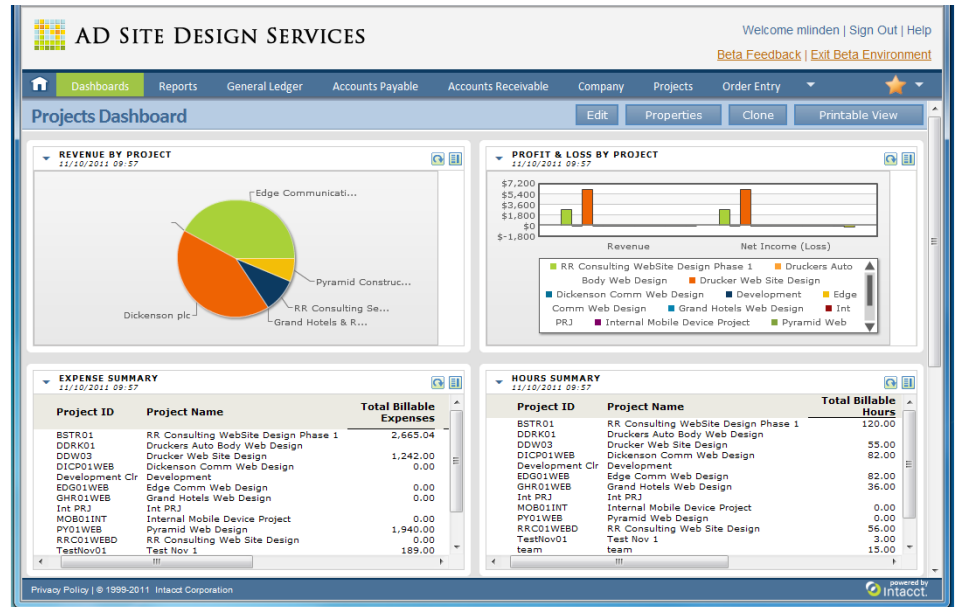 AD SITE DESIGN SERVICES
Welcome mlinden | Sign Out | Help
Beta Feedback | Exit Beta Environment
Dashboards Reports General Ledger Accounts Payable Accounts Receivable Company Projects Order Entry
Projects Dashboard
Edit Properties Clone Printable View
REVENUE BY PROJECT
11/10/2011 09:57
Edge Communicati...
Pyramid Construc...
RR Consulting Se...
Grand Hotels & R...
Dickenson plc
PROFIT & LOSS BY PROJECT
11/10/2011 09:57
$7,200
$5,400
$3,600
$1,800
$0
$-1,800
Revenue Net Income (Loss)
RR Consulting WebSite Design Phase 1 Druckers Auto
Body Web Design Drucker Web Site Design
Dickenson Comm Web Design Development Edge
Comm Web Design Grand Hotels Web Design Int
PRJ Internal Mobile Device Project Pyramid Web
EXPENSE SUMMARY
11/10/2011 09:57
Project ID Project Name Total Billable
Expenses
BSTR01 RR Consulting WebSite Design Phase 1 2,665.04
DDRK01 Druckers Auto Body Web Design
DDW03 Drucker Web Site Design 1,242.00
DICP01WEB Dickenson Comm Web Design 0.00
Development Clr Development
EDG01WEB Edge Comm Web Design 0.00
GHR01WEB Grand Hotels Web Design 0.00
Int PRJ Int PRJ
MOB01INT Internal Mobile Device Project 0.00
PY01WEB Pyramid Web Design 1,940.00
RRC01WEBD RR Consulting Web Site Design 0.00
TestNov01 Test Nov 1 189.00
HOURS SUMMARY
11/10/2011 09:57
Project ID Project Name Total Billable
Hours
BSTR01 RR Consulting WebSite Design Phase 1 120.00
DDRK01 Druckers Auto Body Web Design
DDW03 Drucker Web Site Design 55.00
DICP01WEB Dickenson Comm Web Design 82.00
Development Clr Development
EDG01WEB Edge Comm Web Design 82.00
GHR01WEB Grand Hotels Web Design 36.00
Int PRJ Int PRJ
MOB01INT Internal Mobile Device Project 0.00
PY01WEB Pyramid Web Design 0.00
RRC01WEBD RR Consulting Web Site Design 56.00
TestNov01 Test Nov 1 3.00
team team 15.00
Privacy Policy | © 1999-2011 Intacct Corporation
powered by
Intacct.